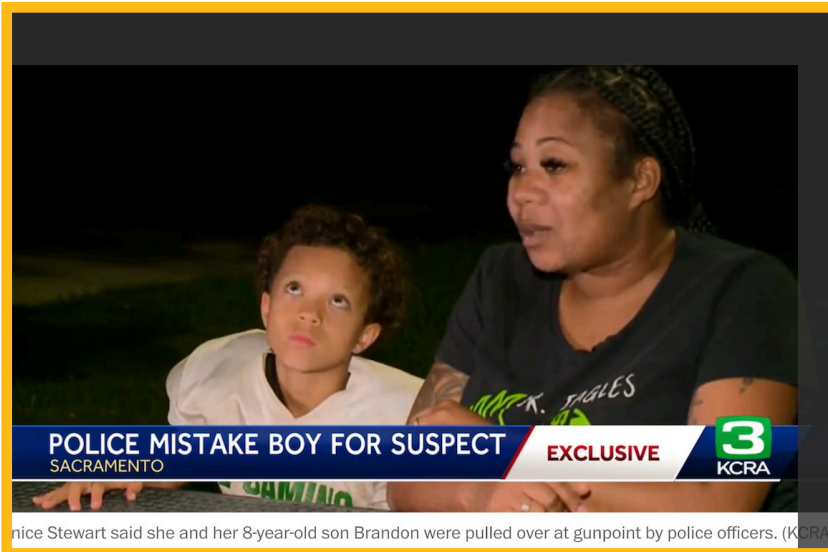 JAGLES
POLICE MISTAKE BOY FOR SUSPECT
SACRAMENTO
EXCLUSIVE
3
KCRA
nice Stewart said she and her 8-year-old son Brandon were pulled over at gunpoint by police officers. (KCRA